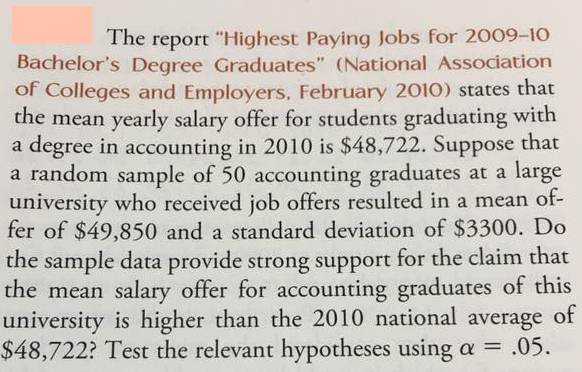 The report “Highest Paying Jobs for 2009–10
Bachelor’s Degree Graduates” (National Association
of Colleges and Employers, February 2010) states that
the mean yearly salary offer for students graduating with
a degree in accounting in 2010 is $48,722. Suppose that
a random sample of 50 accounting graduates at a large
university who received job offers resulted in a mean of-
fer of $49,850 and a standard deviation of $3300. Do
the sample data provide strong support for the claim that
the mean salary offer for accounting graduates of this
university is higher than the 2010 national average of
$48,722? Test the relevant hypotheses using α = .05.